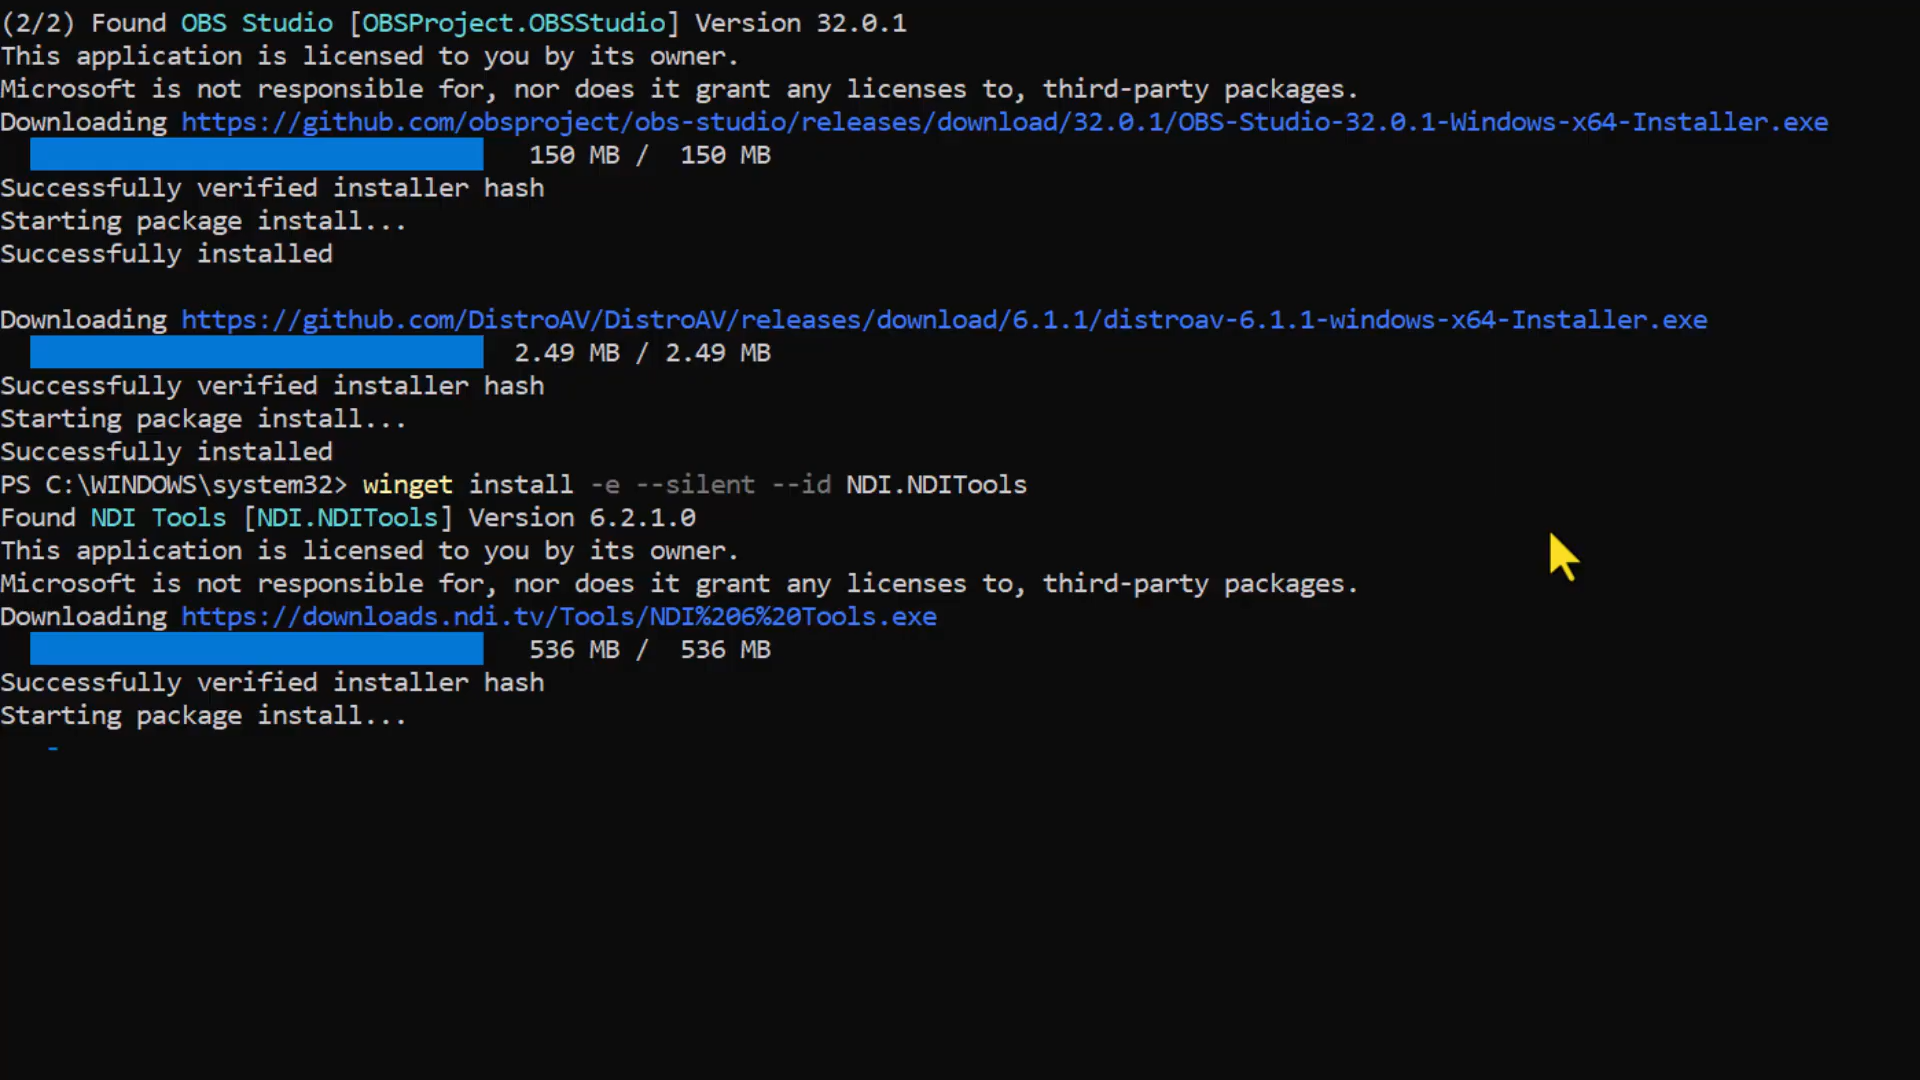 (2/2) Found OBS Studio [OBSProject.OBSStudio] Version 32.0.1
This application is licensed to you by its owner.
Microsoft is not responsible for, nor does it grant any licenses to, third-party packages.
Downloading https://github.com/obsproject/obs-studio/releases/download/32.0.1/OBS-Studio-32.0.1-Windows-x64-Installer.exe
150 MB / 150 MB
Successfully verified installer hash
Starting package install...
Successfully installed
Downloading https://github.com/DistroAV/DistroAV/releases/download/6.1.1/distroav-6.1.1-windows-x64-Installer.exe
2.49 MB / 2.49 MB
Successfully verified installer hash
Starting package install...
Successfully installed
PS C:\WINDOWS\system32> winget install -e --silent --id NDI.NDITools
Found NDI Tools [NDI.NDITools] Version 6.2.1.0
This application is licensed to you by its owner.
Microsoft is not responsible for, nor does it grant any licenses to, third-party packages.
Downloading https://downloads.ndi.tv/Tools/NDI%206%20Tools.exe
536 MB / 536 MB
Successfully verified installer hash
Starting package install...
-